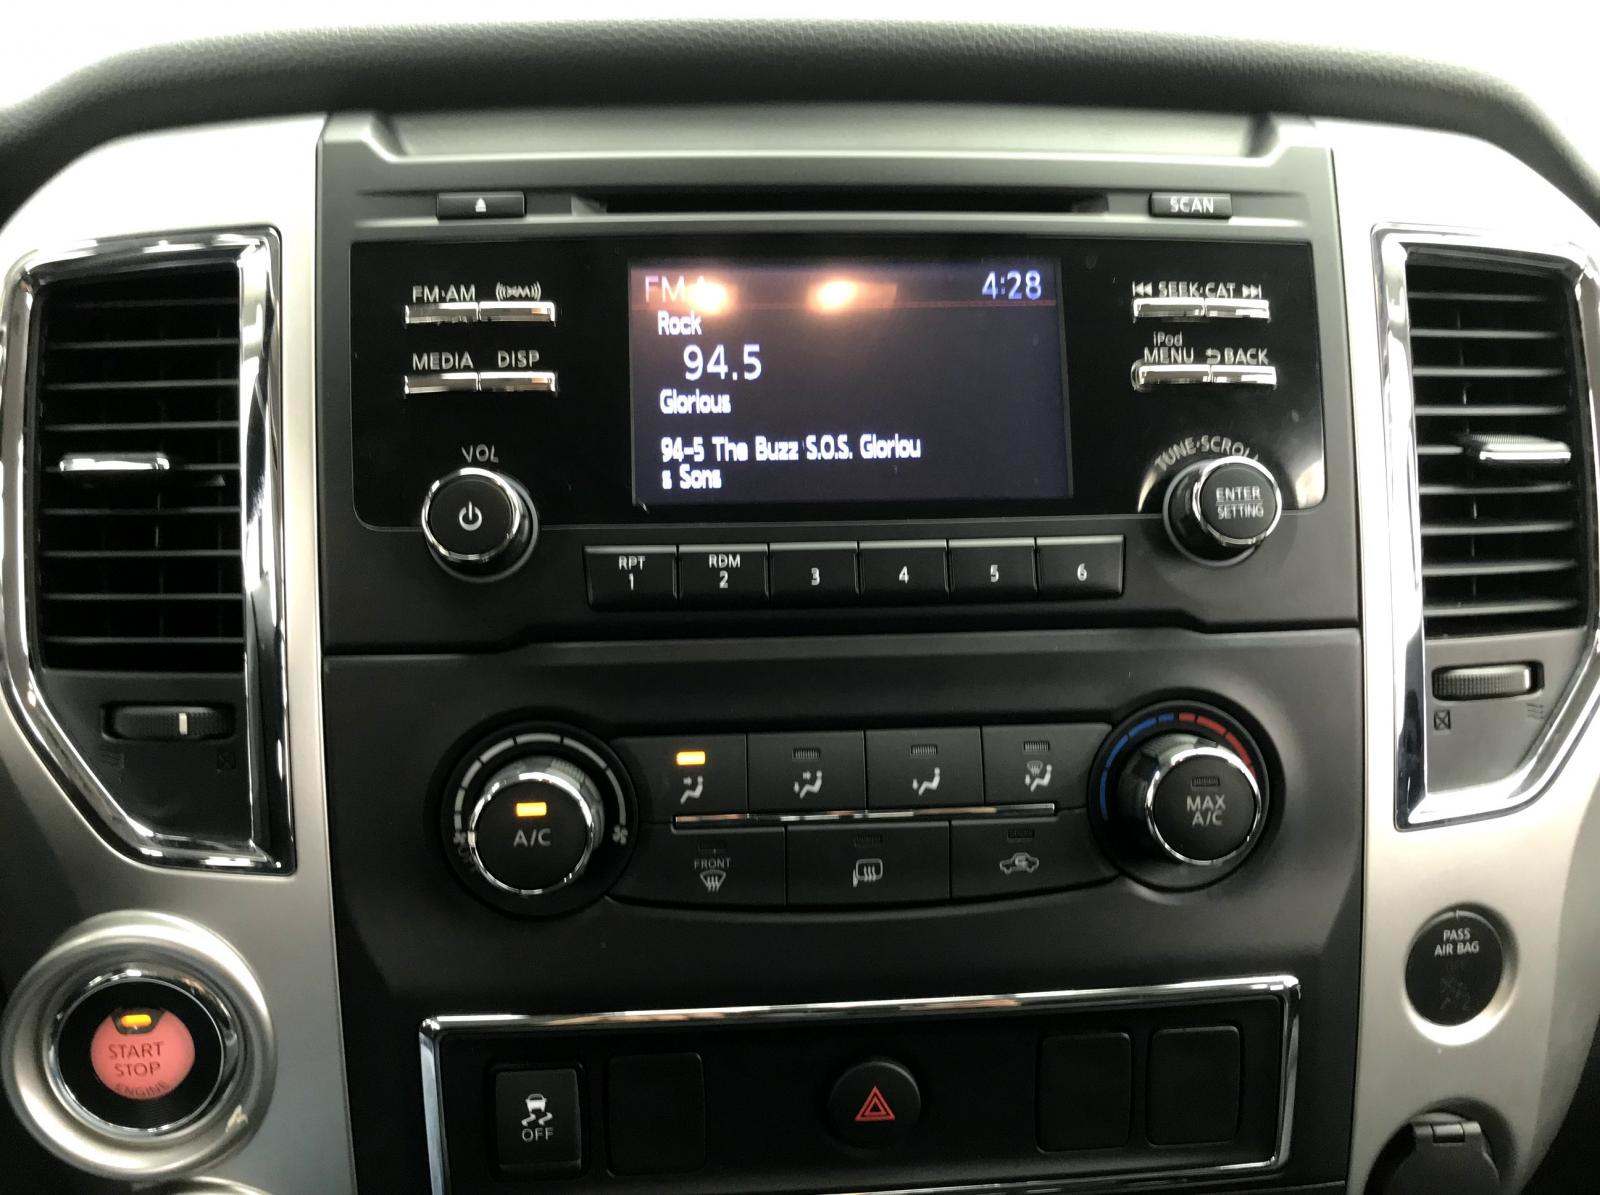 SCAN
FM·AM ((XM))
SEEK·CAT
MEDIA DISP
iPod
MENU BACK
FM 4:28
Rock
94.5
Glorious
94-5 The Buzz S.O.S. Gloriou
s Sons
VOL
TUNE·SCROLL
ENTER
SETTING
RPT
1
RDM
2
3
4
5
6
A/C
MAX
A/C
FRONT
START
STOP
ENGINE
PASS
AIR BAG
OFF